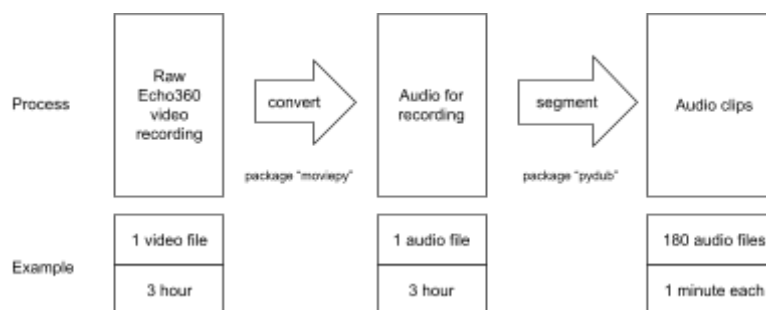 Process
Raw
Echo360
video
recording
convert
package "moviepy"
Audio for
recording
segment
package "pydub"
Audio clips
Example
1 video file
3 hour
1 audio file
3 hour
180 audio files
1 minute each